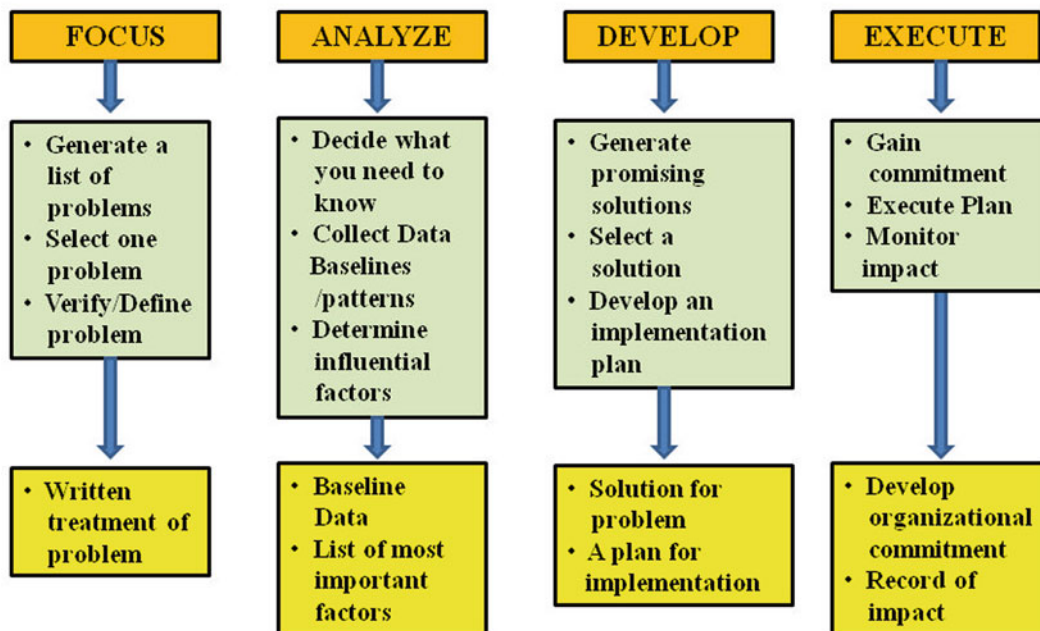 FOCUS
• Generate a
list of
problems
• Select one
problem
• Verify/Define
problem
• Written
treatment of
problem
ANALYZE
• Decide what
you need to
know
• Collect Data
Baselines
/patterns
• Determine
influential
factors
• Baseline
Data
• List of most
important
factors
DEVELOP
• Generate
promising
solutions
• Select a
solution
• Develop an
implementation
plan
• Solution for
problem
• A plan for
implementation
EXECUTE
• Gain
commitment
• Execute Plan
• Monitor
impact
• Develop
organizational
commitment
• Record of
impact